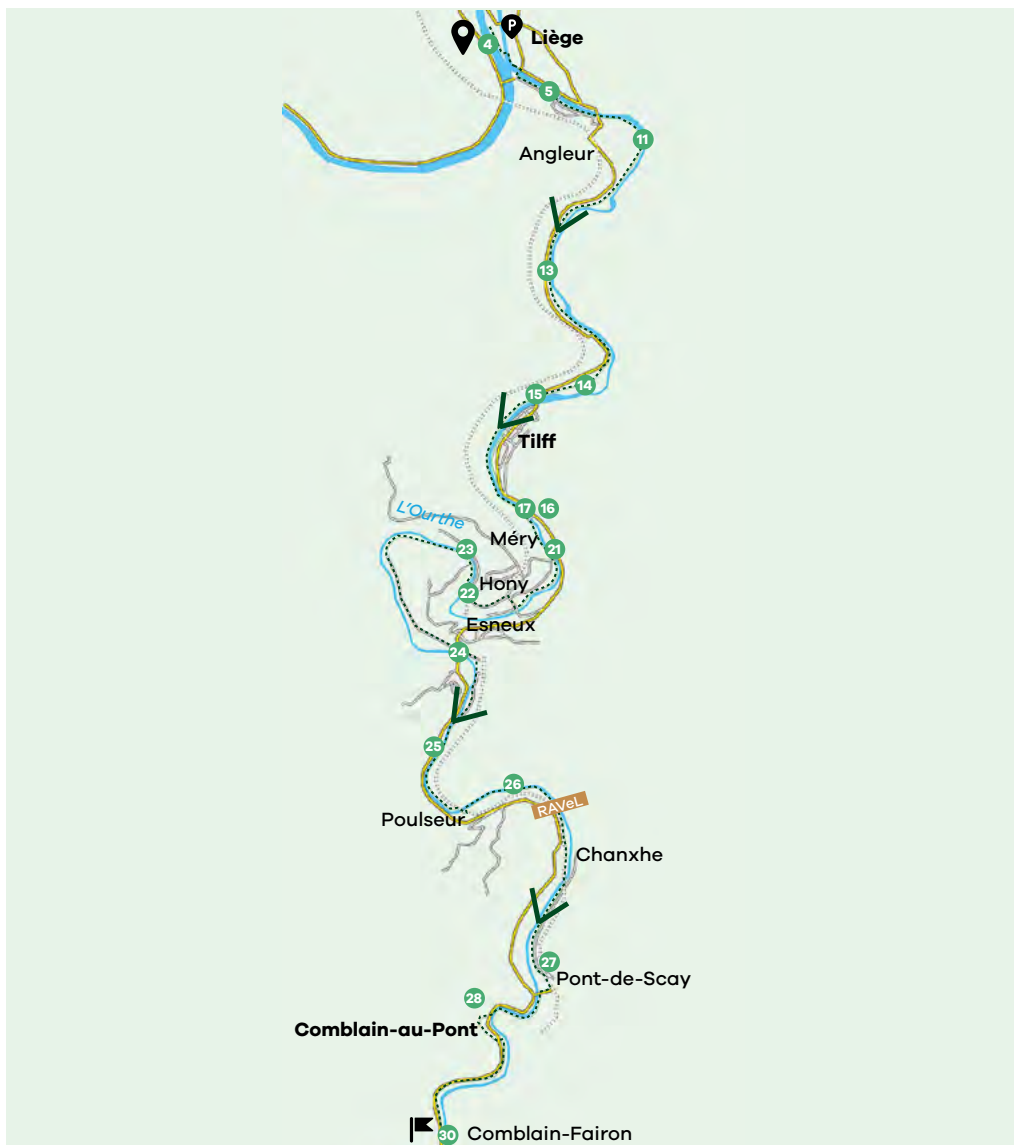 4
P
Liège
5
11
Angleur
13
14
15
Tilff
17
16
L'Ourthe
Méry
23
21
Hony
22
Esneux
24
25
26
RAVeL
Poulseur
Chanxhe
27
Pont-de-Scay
28
Comblain-au-Pont
30
Comblain-Fairon